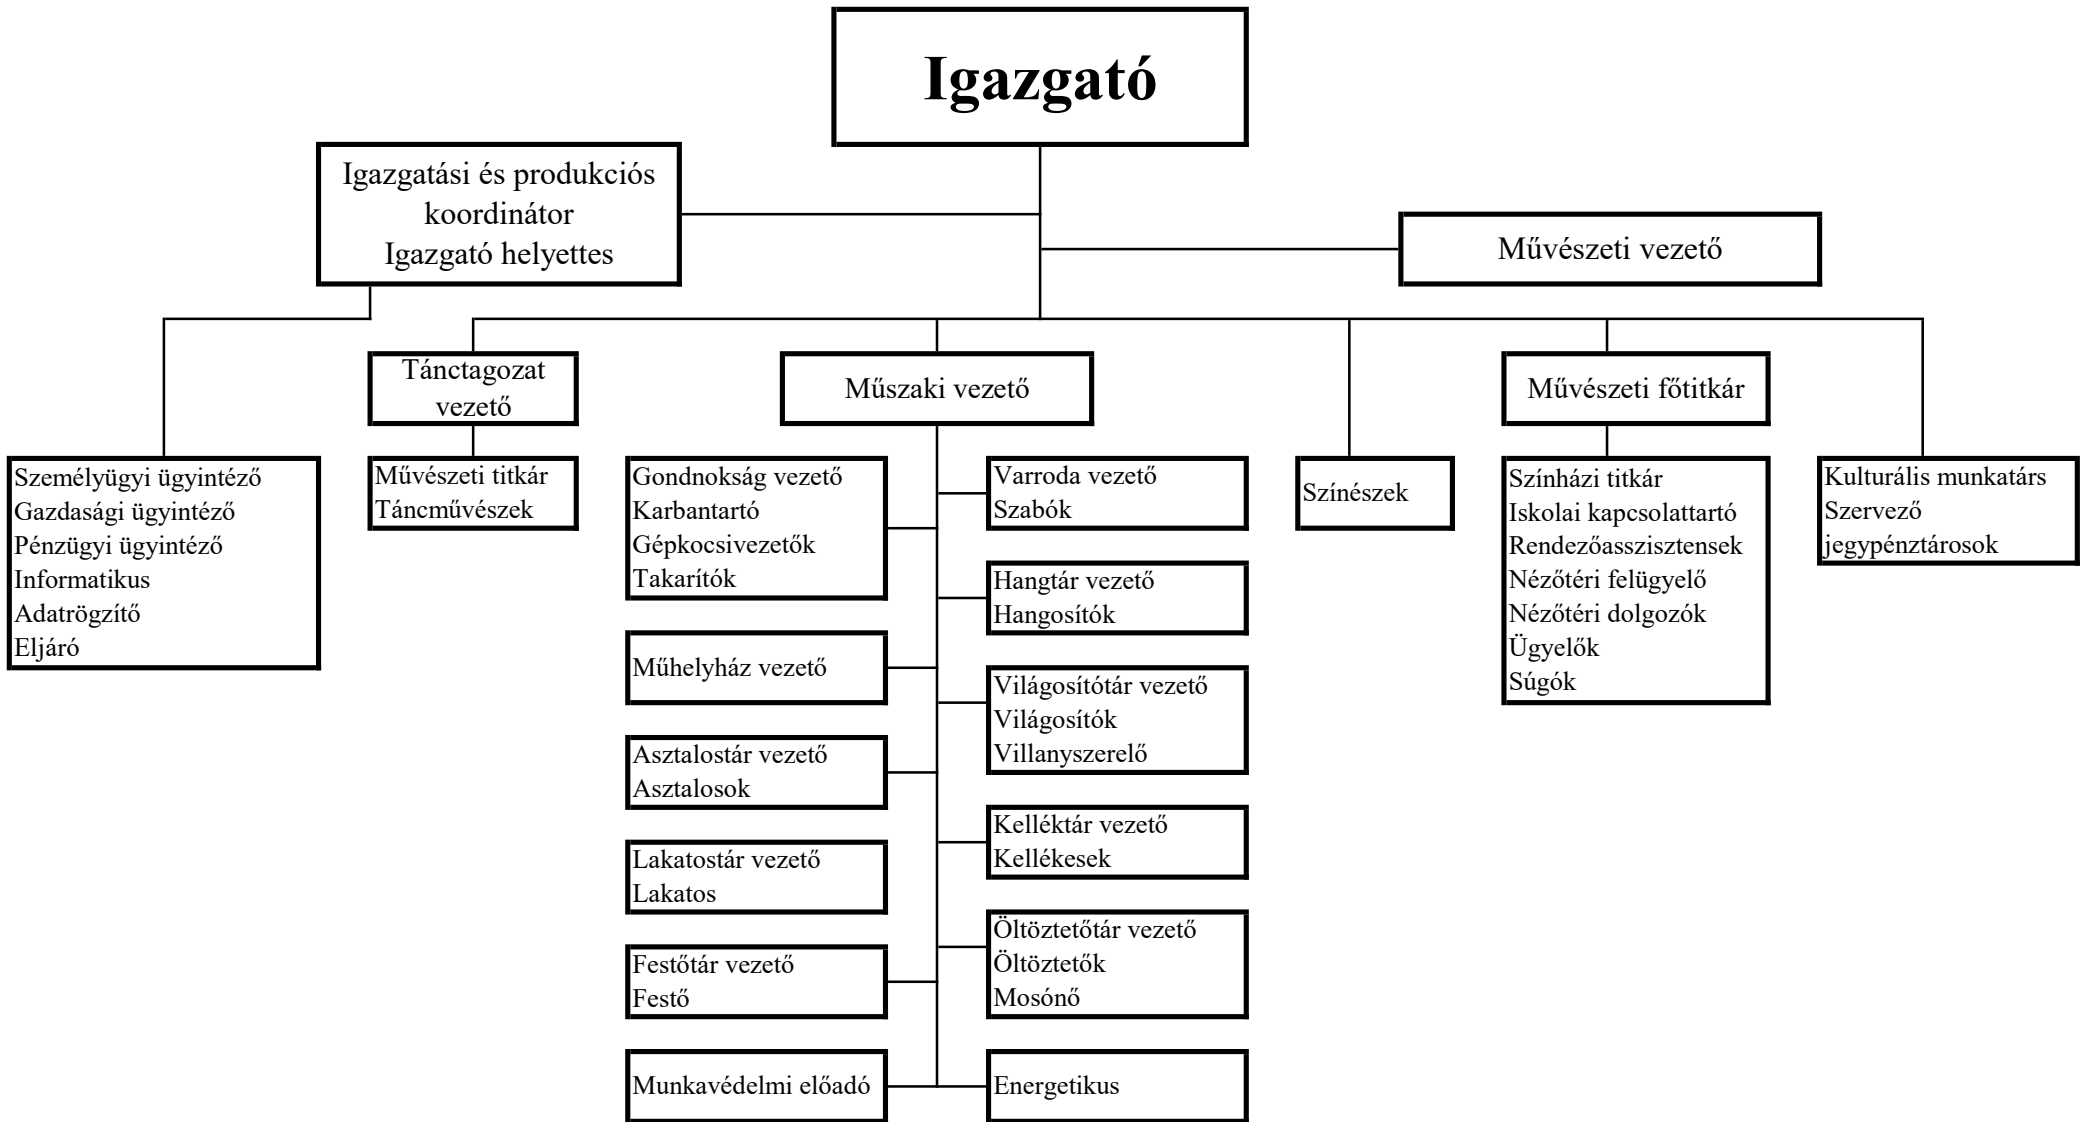 Igazgató
Igazgatási és produkciós
koordinátor
Igazgató helyettes
Művészeti vezető
Tánctagozat
vezető
Műszaki vezető
Művészeti főtitkár
Személyügyi ügyintéző
Gazdasági ügyintéző
Pénzügyi ügyintéző
Informatikus
Adatrögzítő
Eljáró
Művészeti titkár
Táncművészek
Gondnokság vezető
Karbantartó
Gépkocsivezetők
Takarítók
Műhelyház vezető
Asztalostár vezető
Asztalosok
Lakatostár vezető
Lakatos
Festőtár vezető
Festő
Munkavédelmi előadó
Varroda vezető
Szabók
Hangtár vezető
Hangosítók
Világosítótár vezető
Világosítók
Villanyszerelő
Kelléktár vezető
Kellékesek
Öltöztetőtár vezető
Öltöztetők
Mosónő
Energetikus
Színészek
Színházi titkár
Iskolai kapcsolattartó
Rendezőasszisztensek
Nézőtéri felügyelő
Nézőtéri dolgozók
Ügyelők
Súgók
Kulturális munkatárs
Szervező
jegypénztárosok